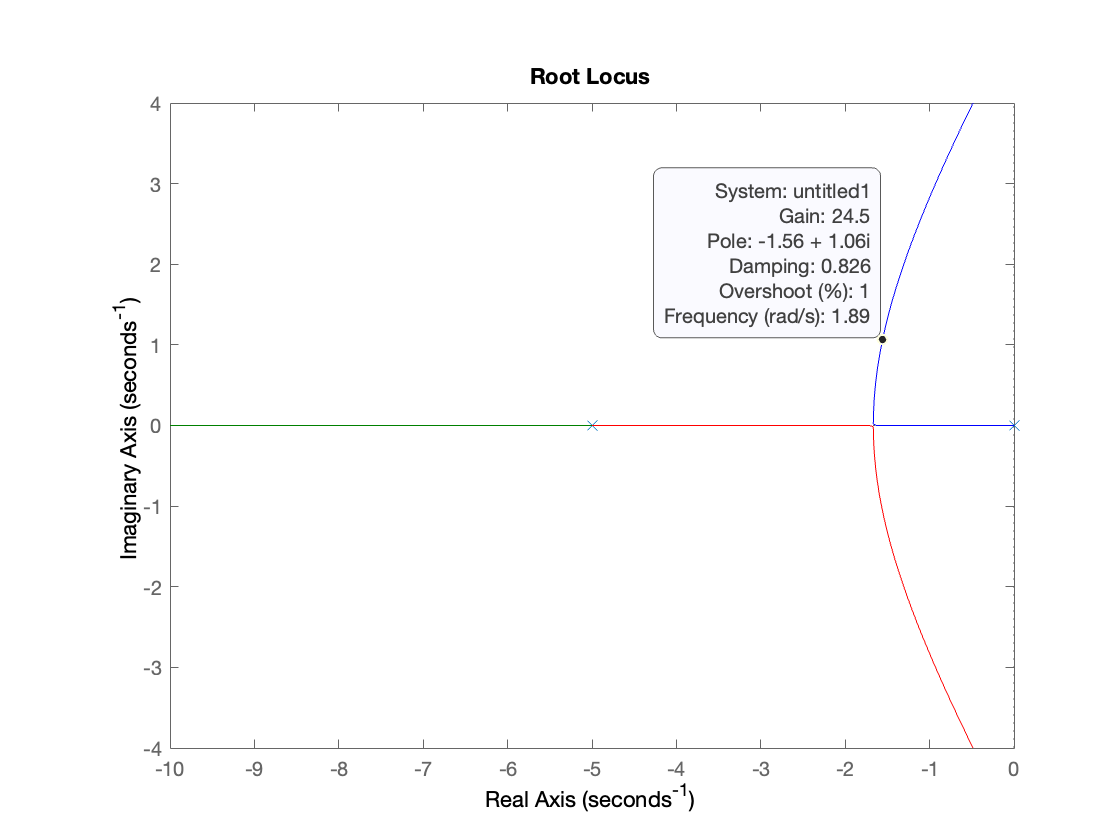 Root Locus
4
3
2
1
0
-1
-2
-3
-4
Imaginary Axis (seconds⁻¹)
System: untitled1
Gain: 24.5
Pole: -1.56 + 1.06i
Damping: 0.826
Overshoot (%): 1
Frequency (rad/s): 1.89
-10 -9 -8 -7 -6 -5 -4 -3 -2 -1 0
Real Axis (seconds⁻¹)